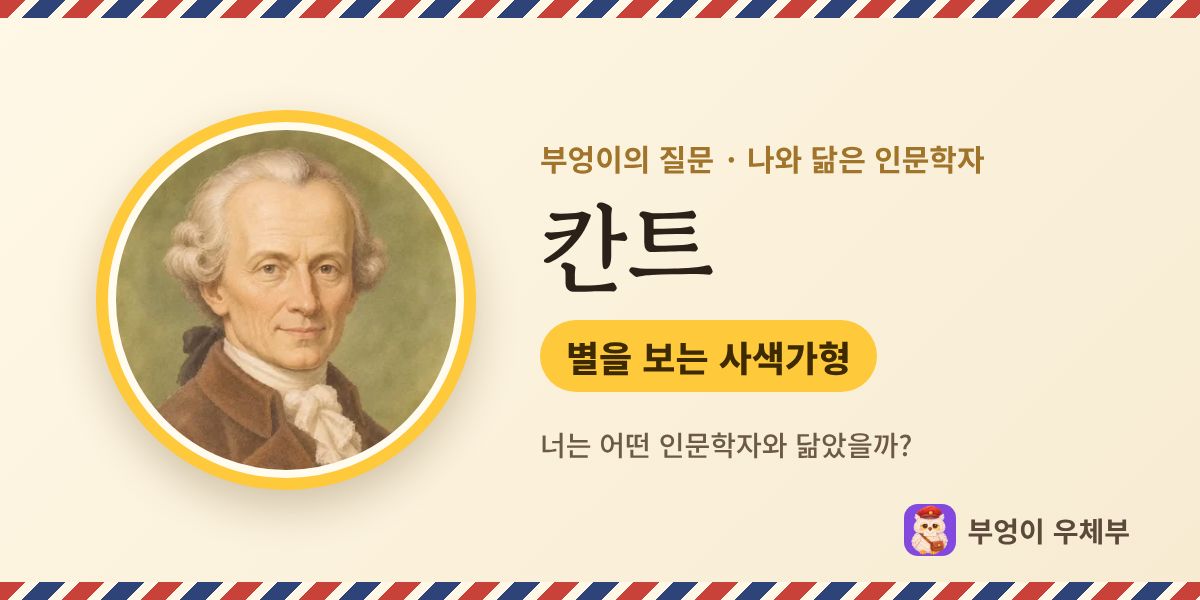 부엉이의 질문 · 나와 닮은 인문학자
칸트
별을 보는 사색가형
너는 어떤 인문학자와 닮았을까?
부엉이 우체부